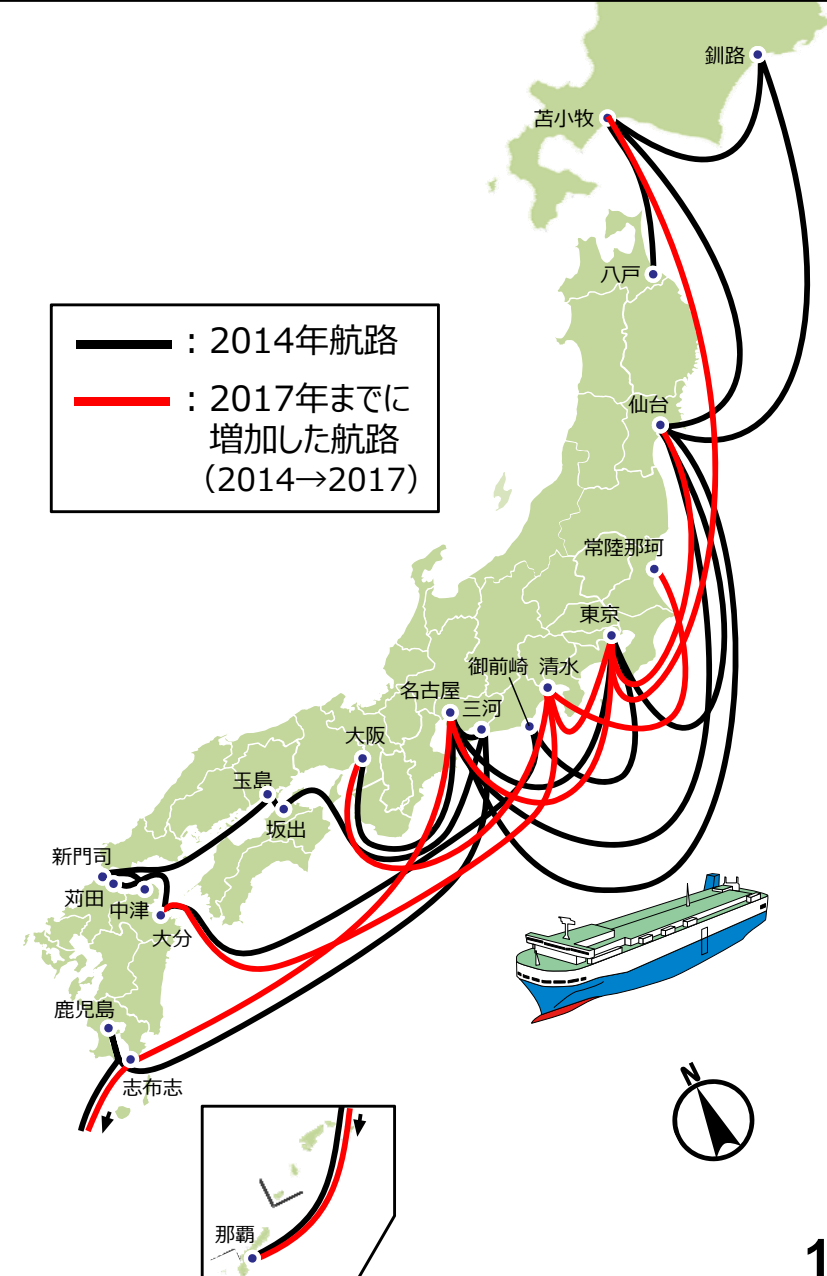 釧路
苫小牧
八戸
：2014年航路
：2017年までに
増加した航路
（2014→2017）
仙台
常陸那珂
東京
御前崎
清水
名古屋
三河
大阪
玉島
坂出
新門司
苅田
中津
大分
鹿児島
志布志
N
那覇
1